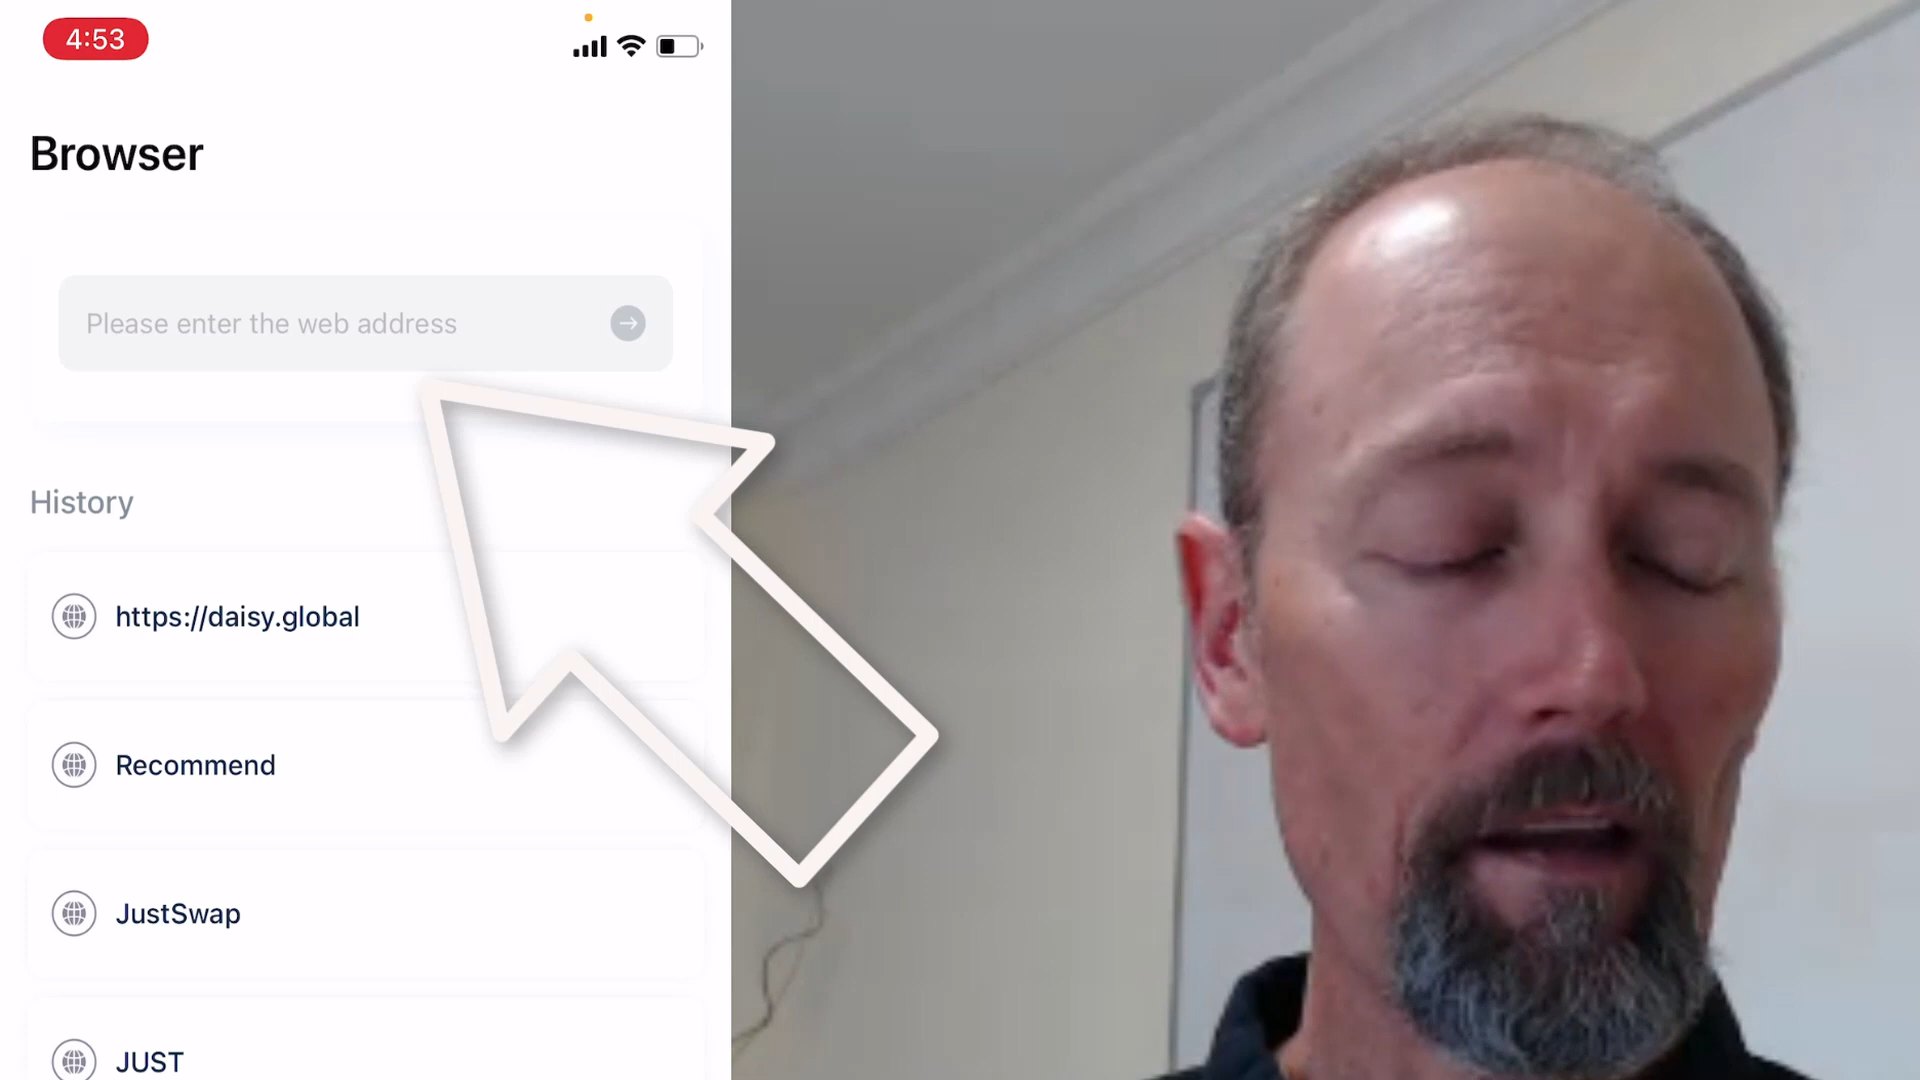 4:53
Browser
Please enter the web address
History
https://daisy.global
Recommend
JustSwap
JUST